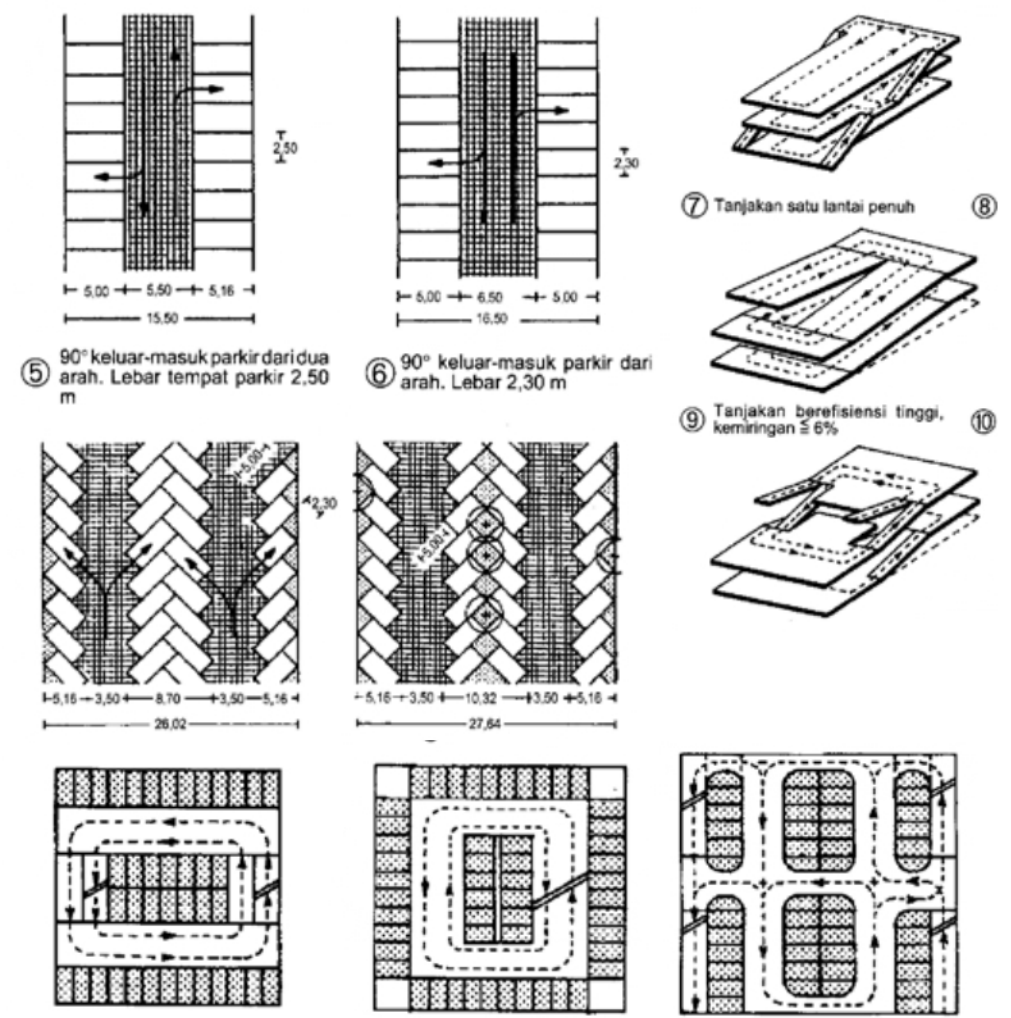 2,50
5,00 5,50 5,16
15,50
⑤ 90° keluar-masuk parkir dari dua
arah. Lebar tempat parkir 2,50
m
2,30
5,00 6,50 5,00
16,50
⑥ 90° keluar-masuk parkir dari
arah. Lebar 2,30 m
⑦ Tanjakan satu lantai penuh ⑧
⑨ Tanjakan berefisiensi tinggi, ⑩
kemiringan ≦ 6%
5,00
2,30
5,16 3,50 8,70 3,50 5,16
26,02
5,00
5,16 3,50 10,32 3,50 5,16
27,64